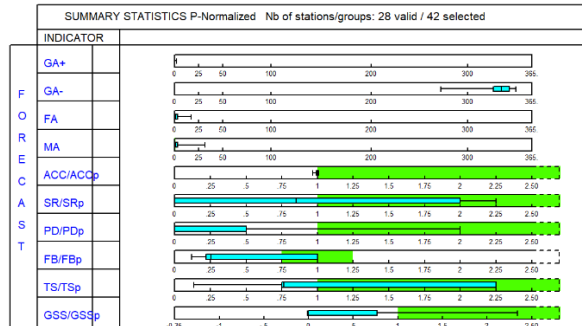 SUMMARY STATISTICS P-Normalized Nb of stations/groups: 28 valid / 42 selected
INDICATOR
FORECAST
GA+
0 25 50 100 200 300 365.
GA-
0 25 50 100 200 300 365.
FA
0 25 50 100 200 300 365.
MA
0 25 50 100 200 300 365.
ACC/ACCp
0 .25 .5 .75 1 1.25 1.5 1.75 2 2.25 2.50
SR/SRp
0 .25 .5 .75 1 1.25 1.5 1.75 2 2.25 2.50
PD/PDp
0 .25 .5 .75 1 1.25 1.5 1.75 2 2.25 2.50
FB/FBp
0 .25 .5 .75 1 1.25 1.5 1.75 2 2.25 2.50
TS/TSp
0 .25 .5 .75 1 1.25 1.5 1.75 2 2.25 2.50
GSS/GSSp